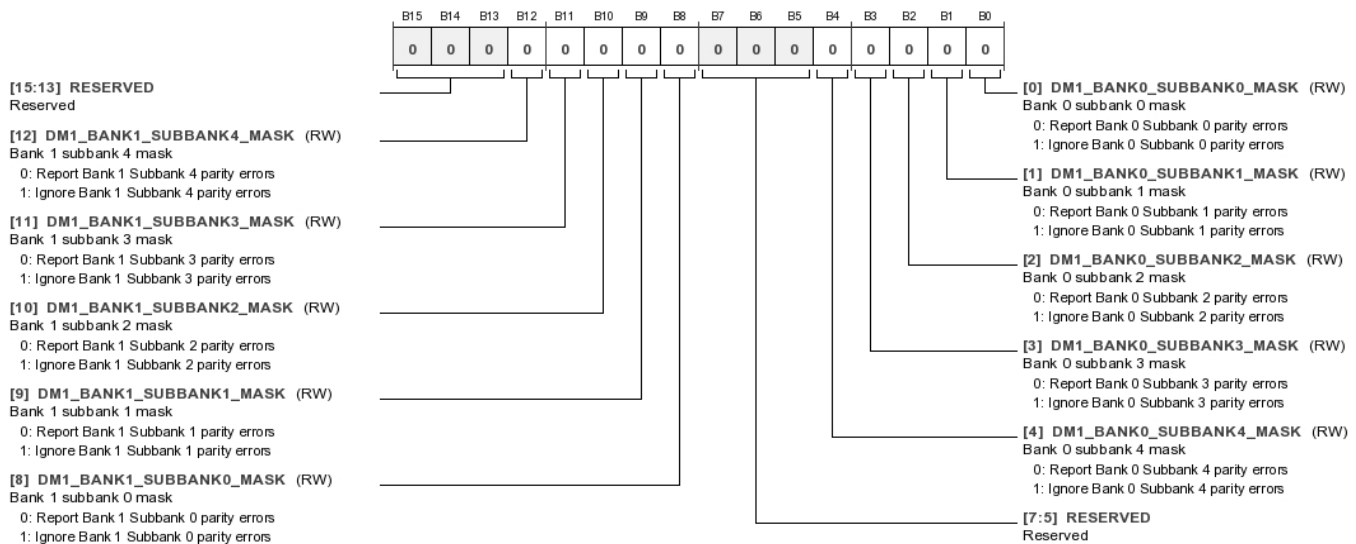 B15 B14 B13 B12 B11 B10 B9 B8 B7 B6 B5 B4 B3 B2 B1 B0
0 0 0 0 0 0 0 0 0 0 0 0 0 0 0 0
[15:13] RESERVED
Reserved
[12] DM1_BANK1_SUBBANK4_MASK (RW)
Bank 1 subbank 4 mask
0: Report Bank 1 Subbank 4 parity errors
1: Ignore Bank 1 Subbank 4 parity errors
[11] DM1_BANK1_SUBBANK3_MASK (RW)
Bank 1 subbank 3 mask
0: Report Bank 1 Subbank 3 parity errors
1: Ignore Bank 1 Subbank 3 parity errors
[10] DM1_BANK1_SUBBANK2_MASK (RW)
Bank 1 subbank 2 mask
0: Report Bank 1 Subbank 2 parity errors
1: Ignore Bank 1 Subbank 2 parity errors
[9] DM1_BANK1_SUBBANK1_MASK (RW)
Bank 1 subbank 1 mask
0: Report Bank 1 Subbank 1 parity errors
1: Ignore Bank 1 Subbank 1 parity errors
[8] DM1_BANK1_SUBBANK0_MASK (RW)
Bank 1 subbank 0 mask
0: Report Bank 1 Subbank 0 parity errors
1: Ignore Bank 1 Subbank 0 parity errors
[0] DM1_BANK0_SUBBANK0_MASK (RW)
Bank 0 subbank 0 mask
0: Report Bank 0 Subbank 0 parity errors
1: Ignore Bank 0 Subbank 0 parity errors
[1] DM1_BANK0_SUBBANK1_MASK (RW)
Bank 0 subbank 1 mask
0: Report Bank 0 Subbank 1 parity errors
1: Ignore Bank 0 Subbank 1 parity errors
[2] DM1_BANK0_SUBBANK2_MASK (RW)
Bank 0 subbank 2 mask
0: Report Bank 0 Subbank 2 parity errors
1: Ignore Bank 0 Subbank 2 parity errors
[3] DM1_BANK0_SUBBANK3_MASK (RW)
Bank 0 subbank 3 mask
0: Report Bank 0 Subbank 3 parity errors
1: Ignore Bank 0 Subbank 3 parity errors
[4] DM1_BANK0_SUBBANK4_MASK (RW)
Bank 0 subbank 4 mask
0: Report Bank 0 Subbank 4 parity errors
1: Ignore Bank 0 Subbank 4 parity errors
[7:5] RESERVED
Reserved